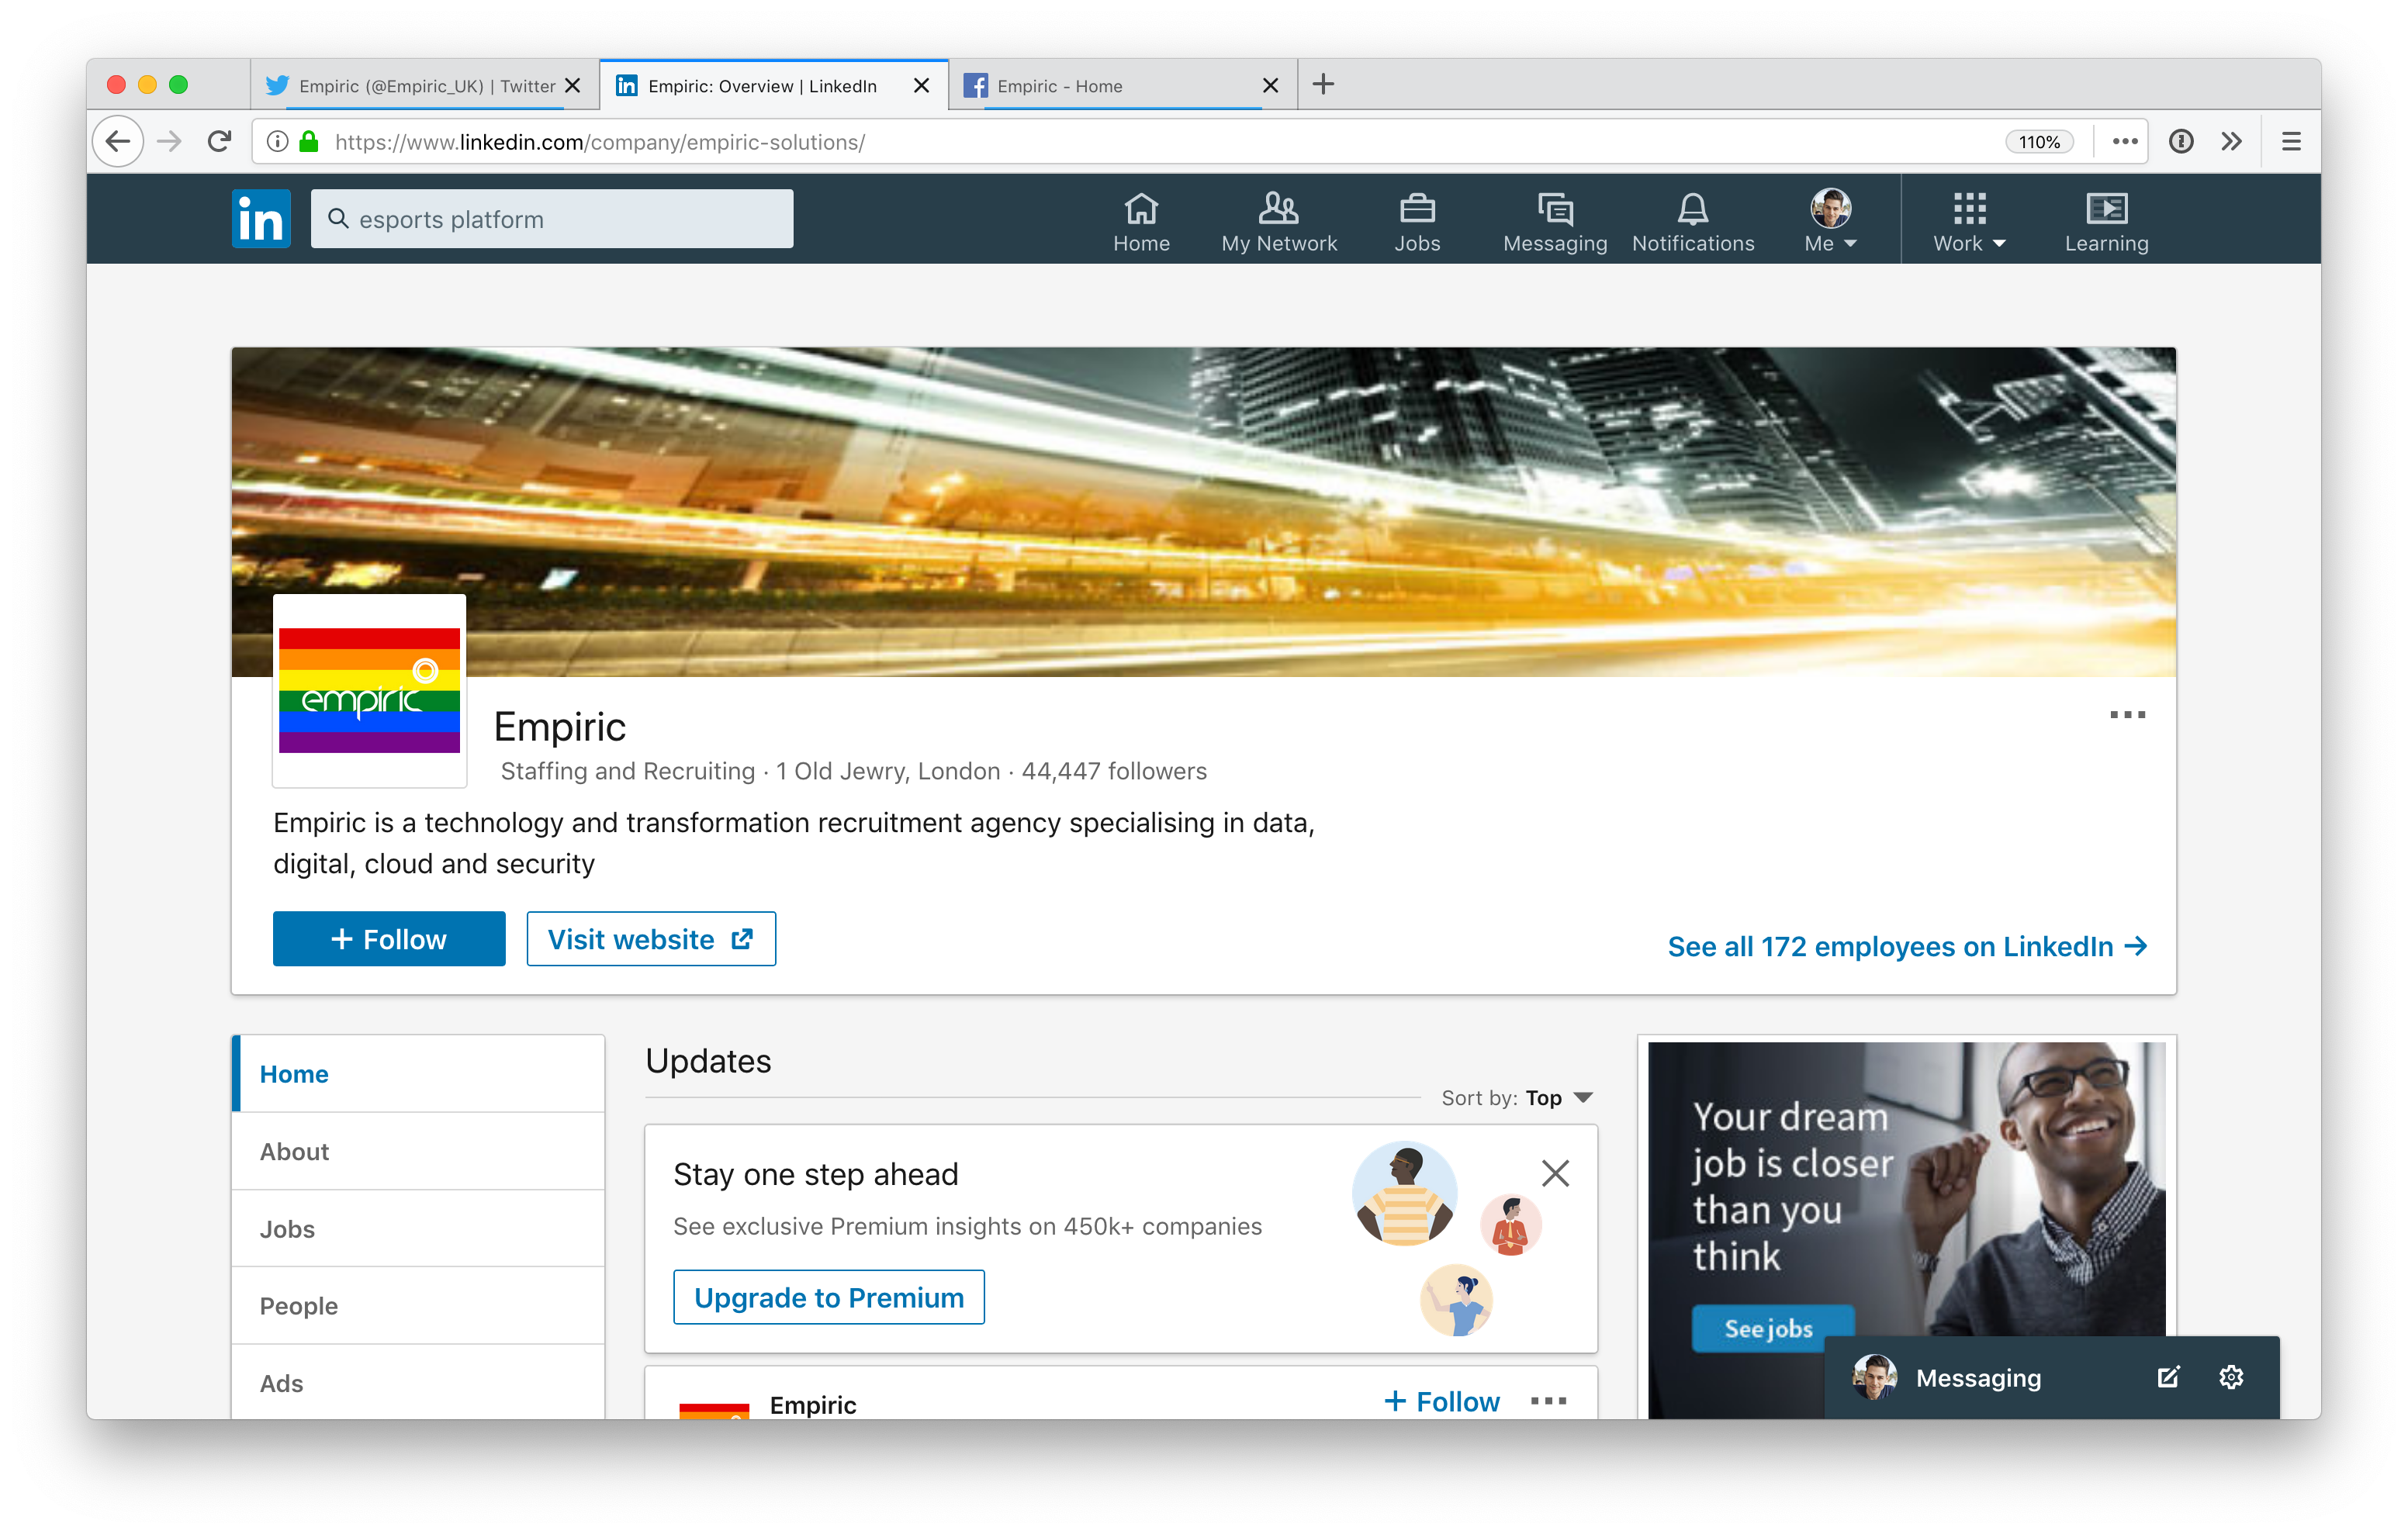 Empiric (@Empiric_UK) | Twitter
Empiric: Overview | LinkedIn
Empiric - Home
https://www.linkedin.com/company/empiric-solutions/
110%
in
esports platform
Home
My Network
Jobs
Messaging
Notifications
Me
Work
Learning
empiric
Empiric
Staffing and Recruiting · 1 Old Jewry, London · 44,447 followers
Empiric is a technology and transformation recruitment agency specialising in data,
digital, cloud and security
+ Follow
Visit website
See all 172 employees on LinkedIn →
Home
About
Jobs
People
Ads
Updates
Sort by: Top
Stay one step ahead
See exclusive Premium insights on 450k+ companies
Upgrade to Premium
Empiric
+ Follow
Your dream
job is closer
than you
think
See jobs
Messaging